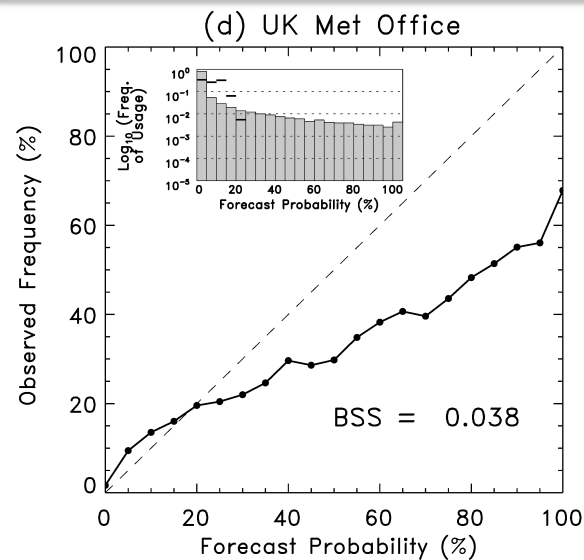 (d) UK Met Office
100
80
60
40
20
0
Observed Frequency (%)
10⁰
10⁻¹
10⁻²
10⁻³
10⁻⁴
10⁻⁵
Log₁₀ (Freq.
of Usage)
0 20 40 60 80 100
Forecast Probability (%)
BSS = 0.038
0 20 40 60 80 100
Forecast Probability (%)